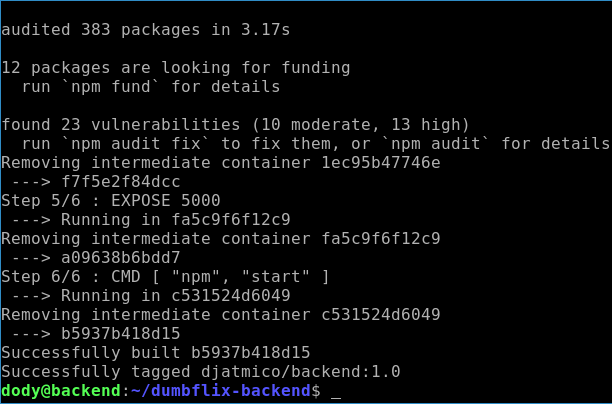 audited 383 packages in 3.17s
12 packages are looking for funding
  run `npm fund` for details
found 23 vulnerabilities (10 moderate, 13 high)
  run `npm audit fix` to fix them, or `npm audit` for details
Removing intermediate container 1ec95b47746e
 ---> f7f5e2f84dcc
Step 5/6 : EXPOSE 5000
 ---> Running in fa5c9f6f12c9
Removing intermediate container fa5c9f6f12c9
 ---> a09638b6bdd7
Step 6/6 : CMD [ "npm", "start" ]
 ---> Running in c531524d6049
Removing intermediate container c531524d6049
 ---> b5937b418d15
Successfully built b5937b418d15
Successfully tagged djatmico/backend:1.0
dody@backend:~/dumbflix-backend$ _